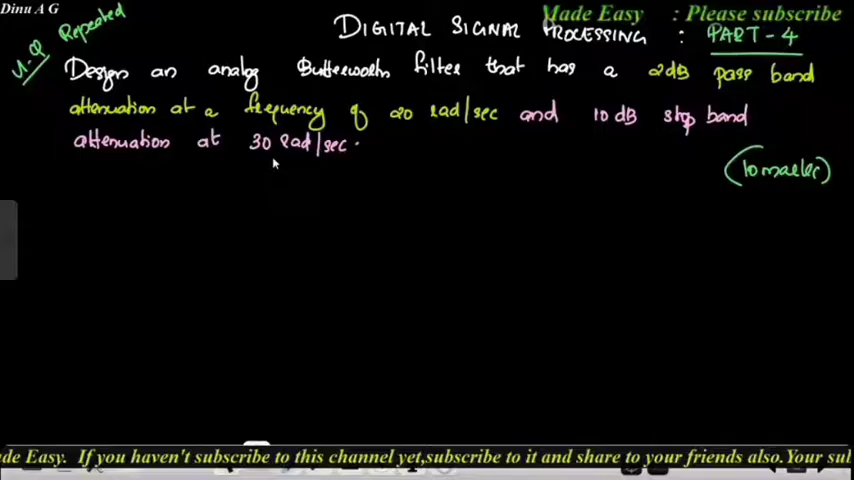 Dinu A G
Made Easy : Please subscribe
U.Q Repeated
DIGITAL SIGNAL PROCESSING : PART-4
Design an analog Butterworth filter that has a 2dB pass band
attenuation at a frequency of 20 rad/sec and 10 dB stop band
attenuation at 30 rad/sec.
(10 marks)
de Easy. If you haven't subscribe to this channel yet,subscribe to it and share to your friends also.Your sul